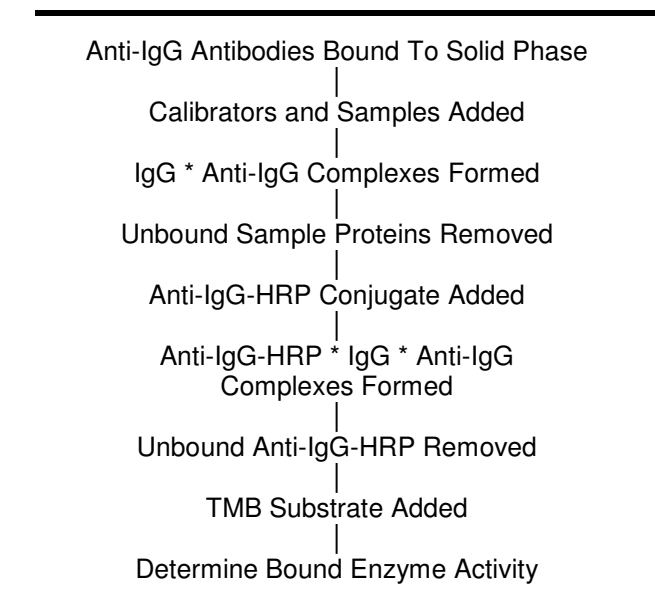 Anti-IgG Antibodies Bound To Solid Phase
Calibrators and Samples Added
IgG * Anti-IgG Complexes Formed
Unbound Sample Proteins Removed
Anti-IgG-HRP Conjugate Added
Anti-IgG-HRP * IgG * Anti-IgG
Complexes Formed
Unbound Anti-IgG-HRP Removed
TMB Substrate Added
Determine Bound Enzyme Activity